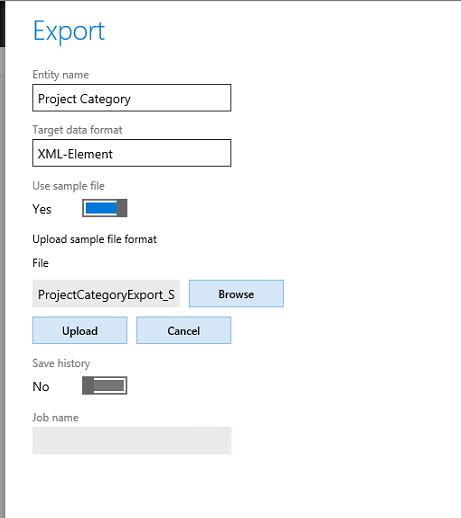 Export
Entity name
Project Category
Target data format
XML-Element
Use sample file
Yes
Upload sample file format
File
ProjectCategoryExport_S
Browse
Upload
Cancel
Save history
No
Job name